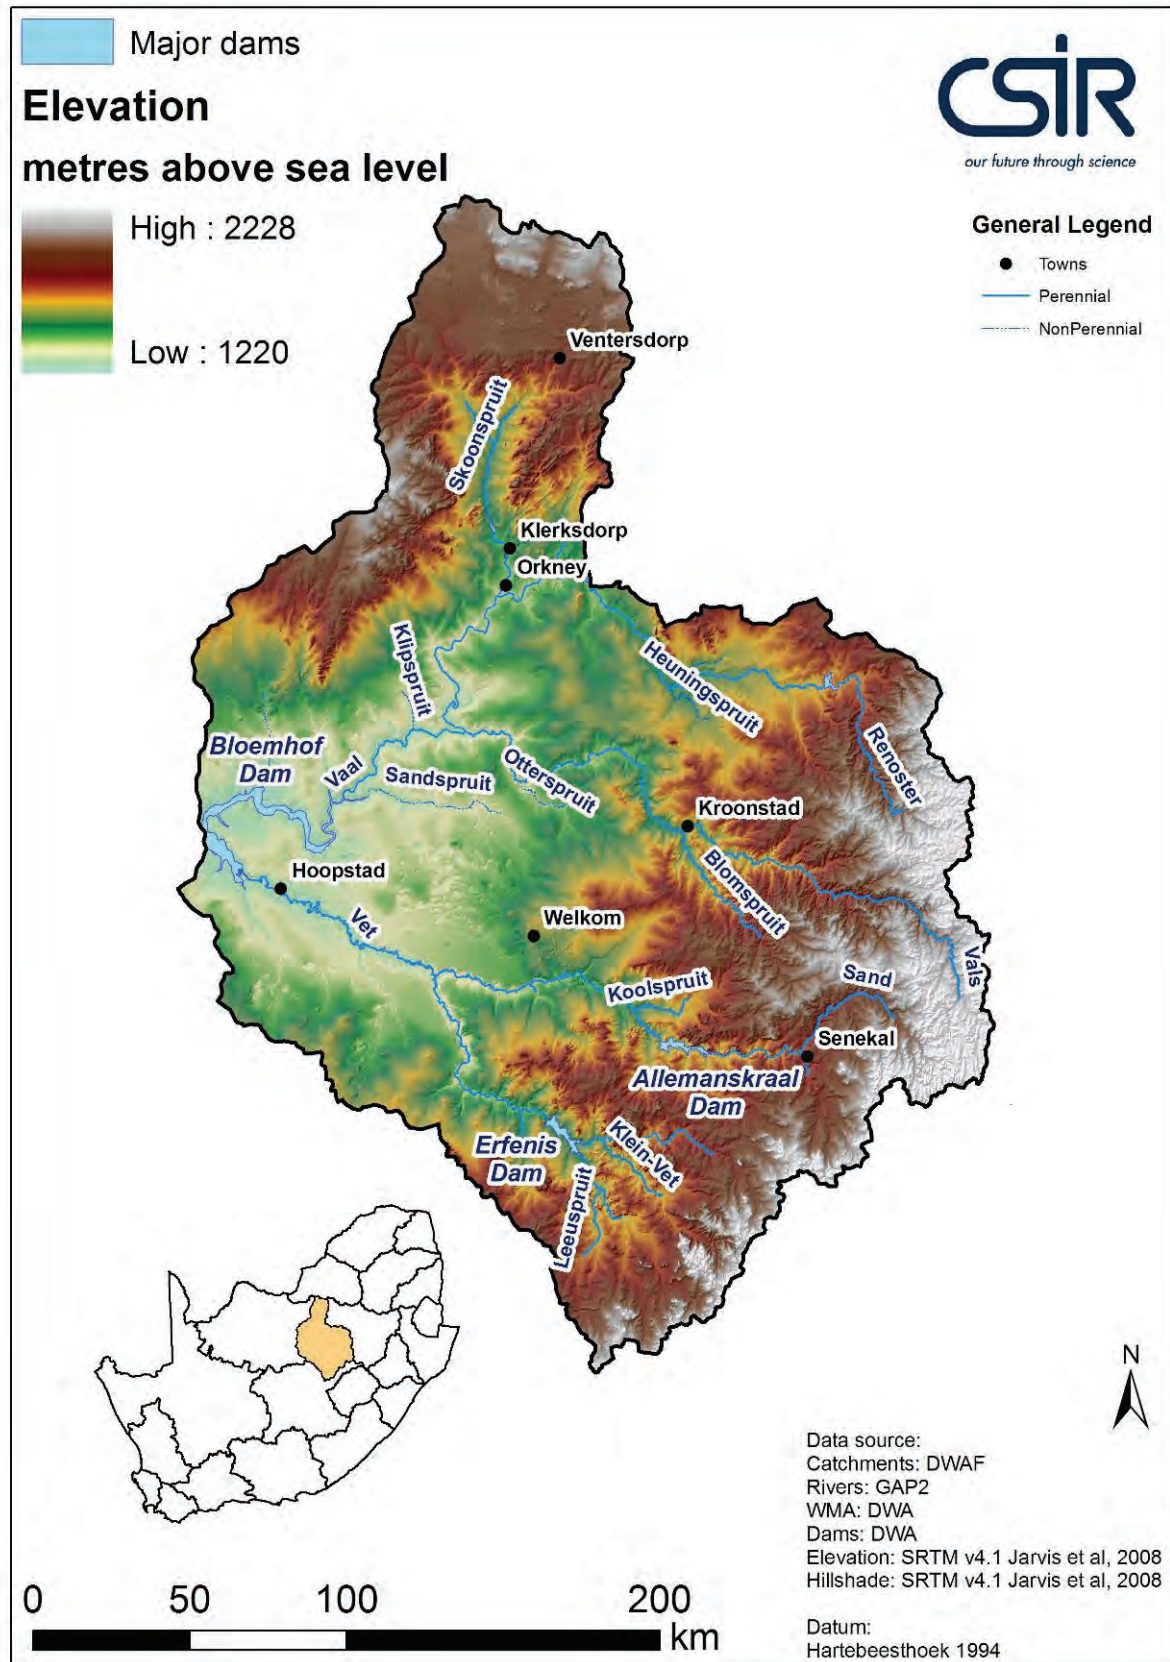 Major dams
Elevation
metres above sea level
High : 2228
Low : 1220
CSIR
our future through science
General Legend
Towns
Perennial
NonPerennial
Ventersdorp
Skoonspruit
Klerksdorp
Orkney
Klipspruit
Heuningspruit
Renoster
Bloemhof
Dam
Vaal
Sandspruit
Otterspruit
Kroonstad
Blomspruit
Hoopstad
Vet
Welkom
Koolspruit
Sand
Vals
Senekal
Allemanskraal
Dam
Erfenis
Dam
Klein-Vet
Leeuspruit
N
Data source:
Catchments: DWAF
Rivers: GAP2
WMA: DWA
Dams: DWA
Elevation: SRTM v4.1 Jarvis et al, 2008
Hillshade: SRTM v4.1 Jarvis et al, 2008
Datum:
Hartebeesthoek 1994
0 50 100 200
km